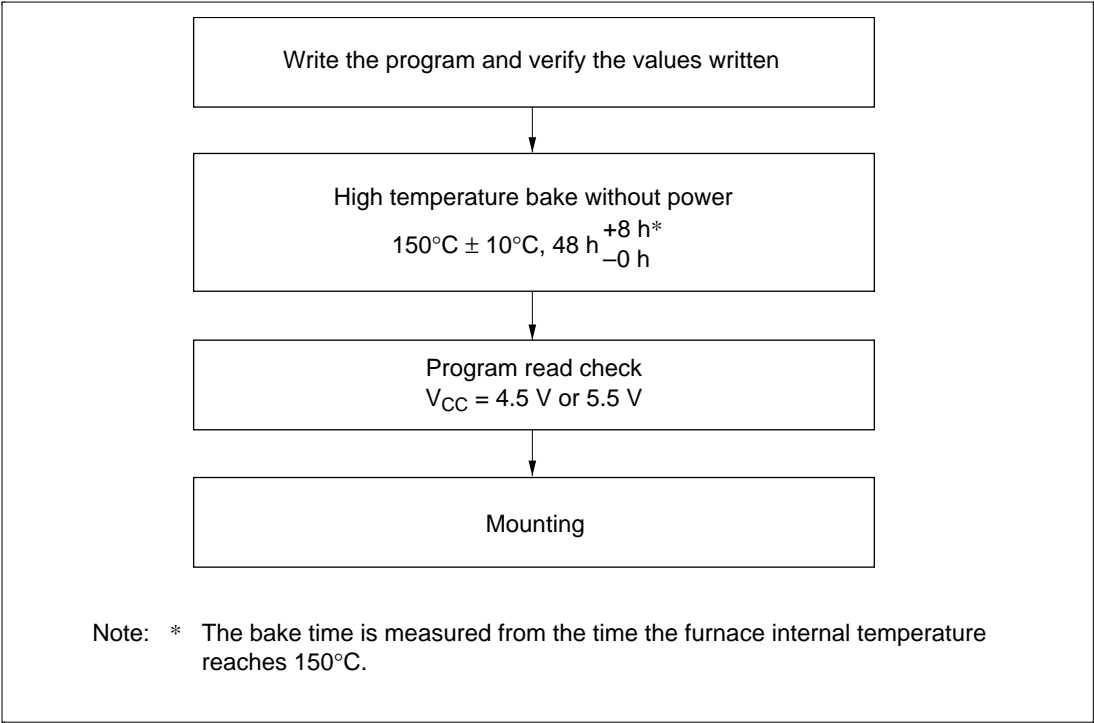 Write the program and verify the values written
High temperature bake without power
150°C ± 10°C, 48 h +8 h*
–0 h
Program read check
VCC = 4.5 V or 5.5 V
Mounting
Note: * The bake time is measured from the time the furnace internal temperature
reaches 150°C.